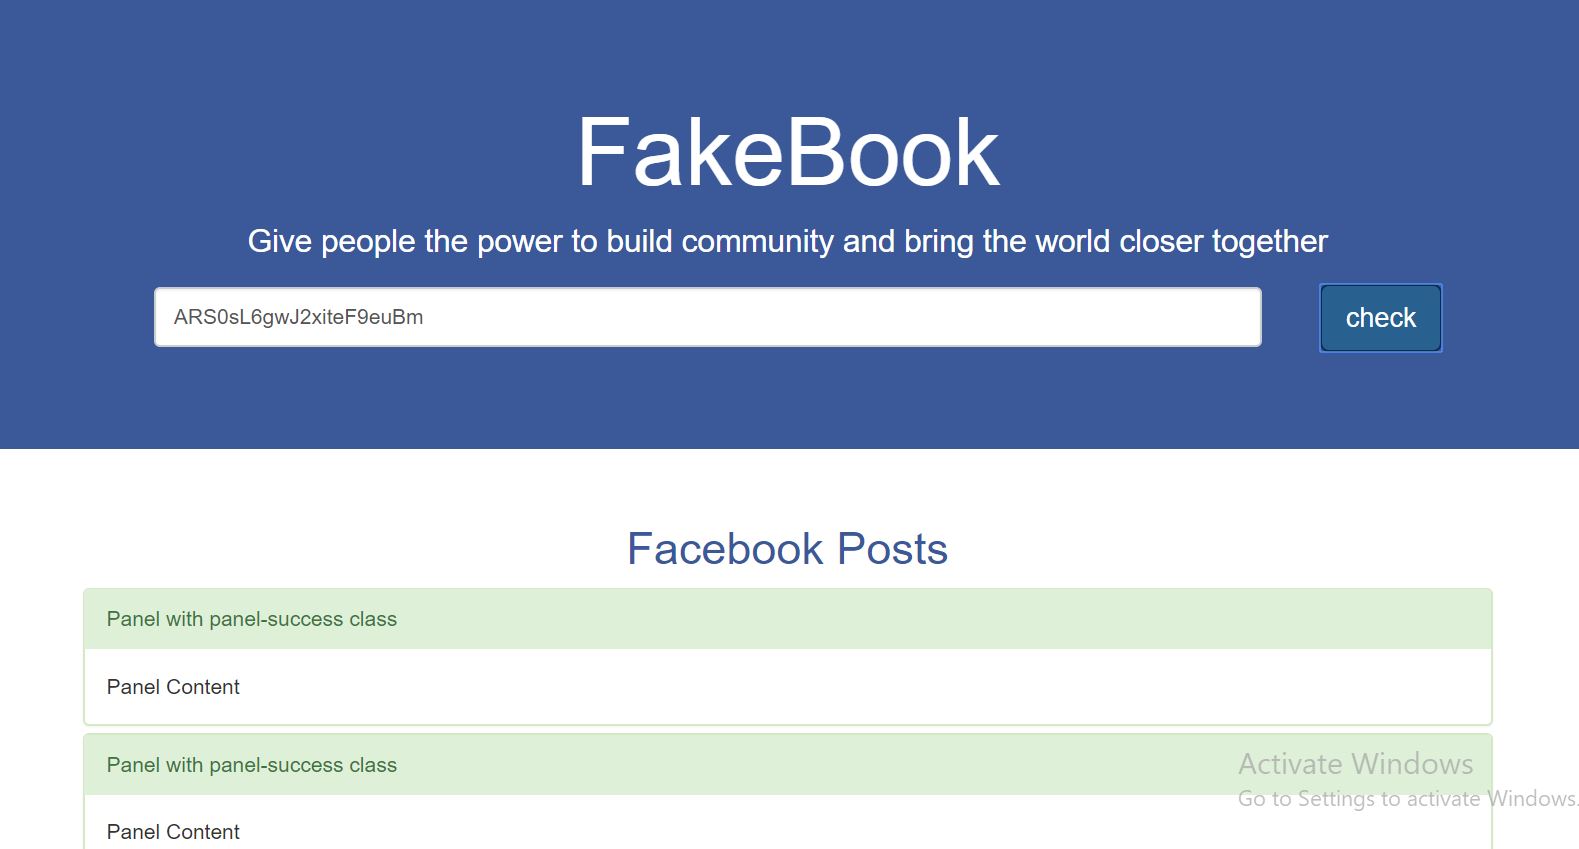 FakeBook
Give people the power to build community and bring the world closer together
ARS0sL6gwJ2xiteF9euBm
check
Facebook Posts
Panel with panel-success class
Panel Content
Panel with panel-success class
Panel Content
Activate Windows
Go to Settings to activate Windows.